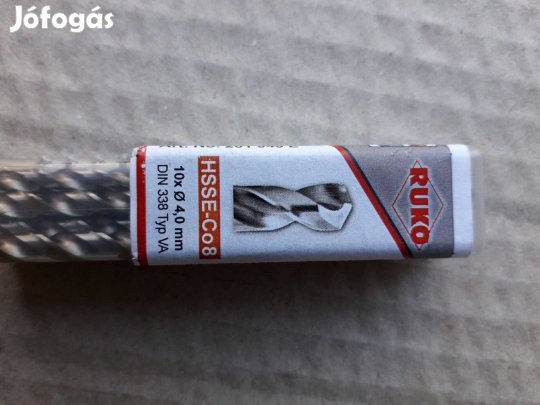 Jófogás
10x Ø 4,0 mm
HSSE-Co8
DIN 338 Typ VA
RUKO